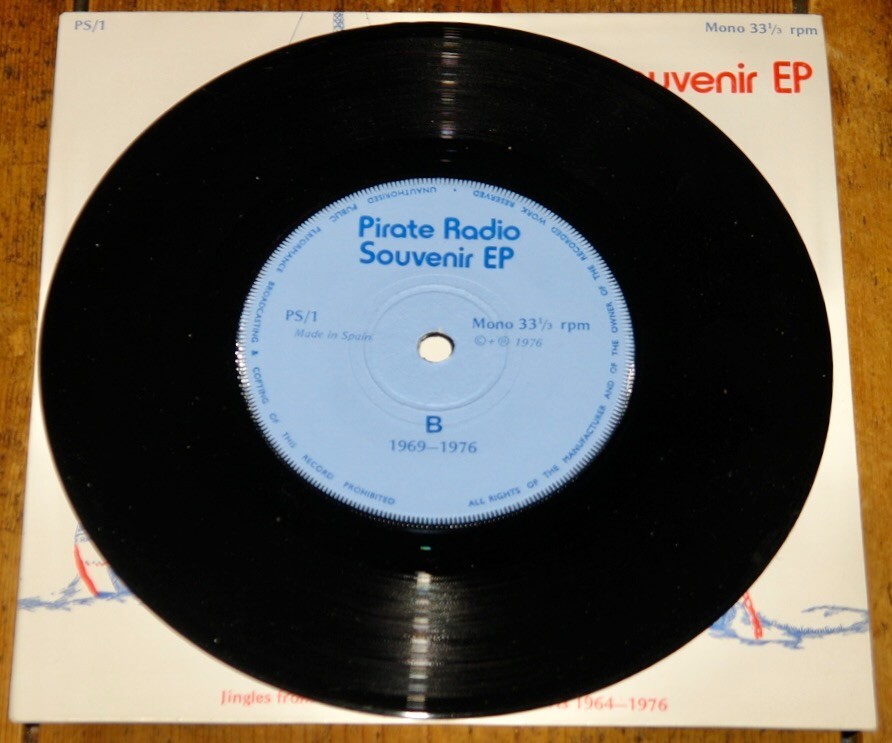 PS/1
Mono 33⅓ rpm
ouvenir EP
Pirate Radio
Souvenir EP
PS/1
Mono 33⅓ rpm
Made in Spain
©+℗ 1976
B
1969—1976
ALL RIGHTS OF THE MANUFACTURER AND OF THE OWNER OF THE RECORDED WORK RESERVED • UNAUTHORISED PUBLIC PERFORMANCE BROADCASTING & COPYING OF THIS RECORD PROHIBITED
Jingles from
1964—1976